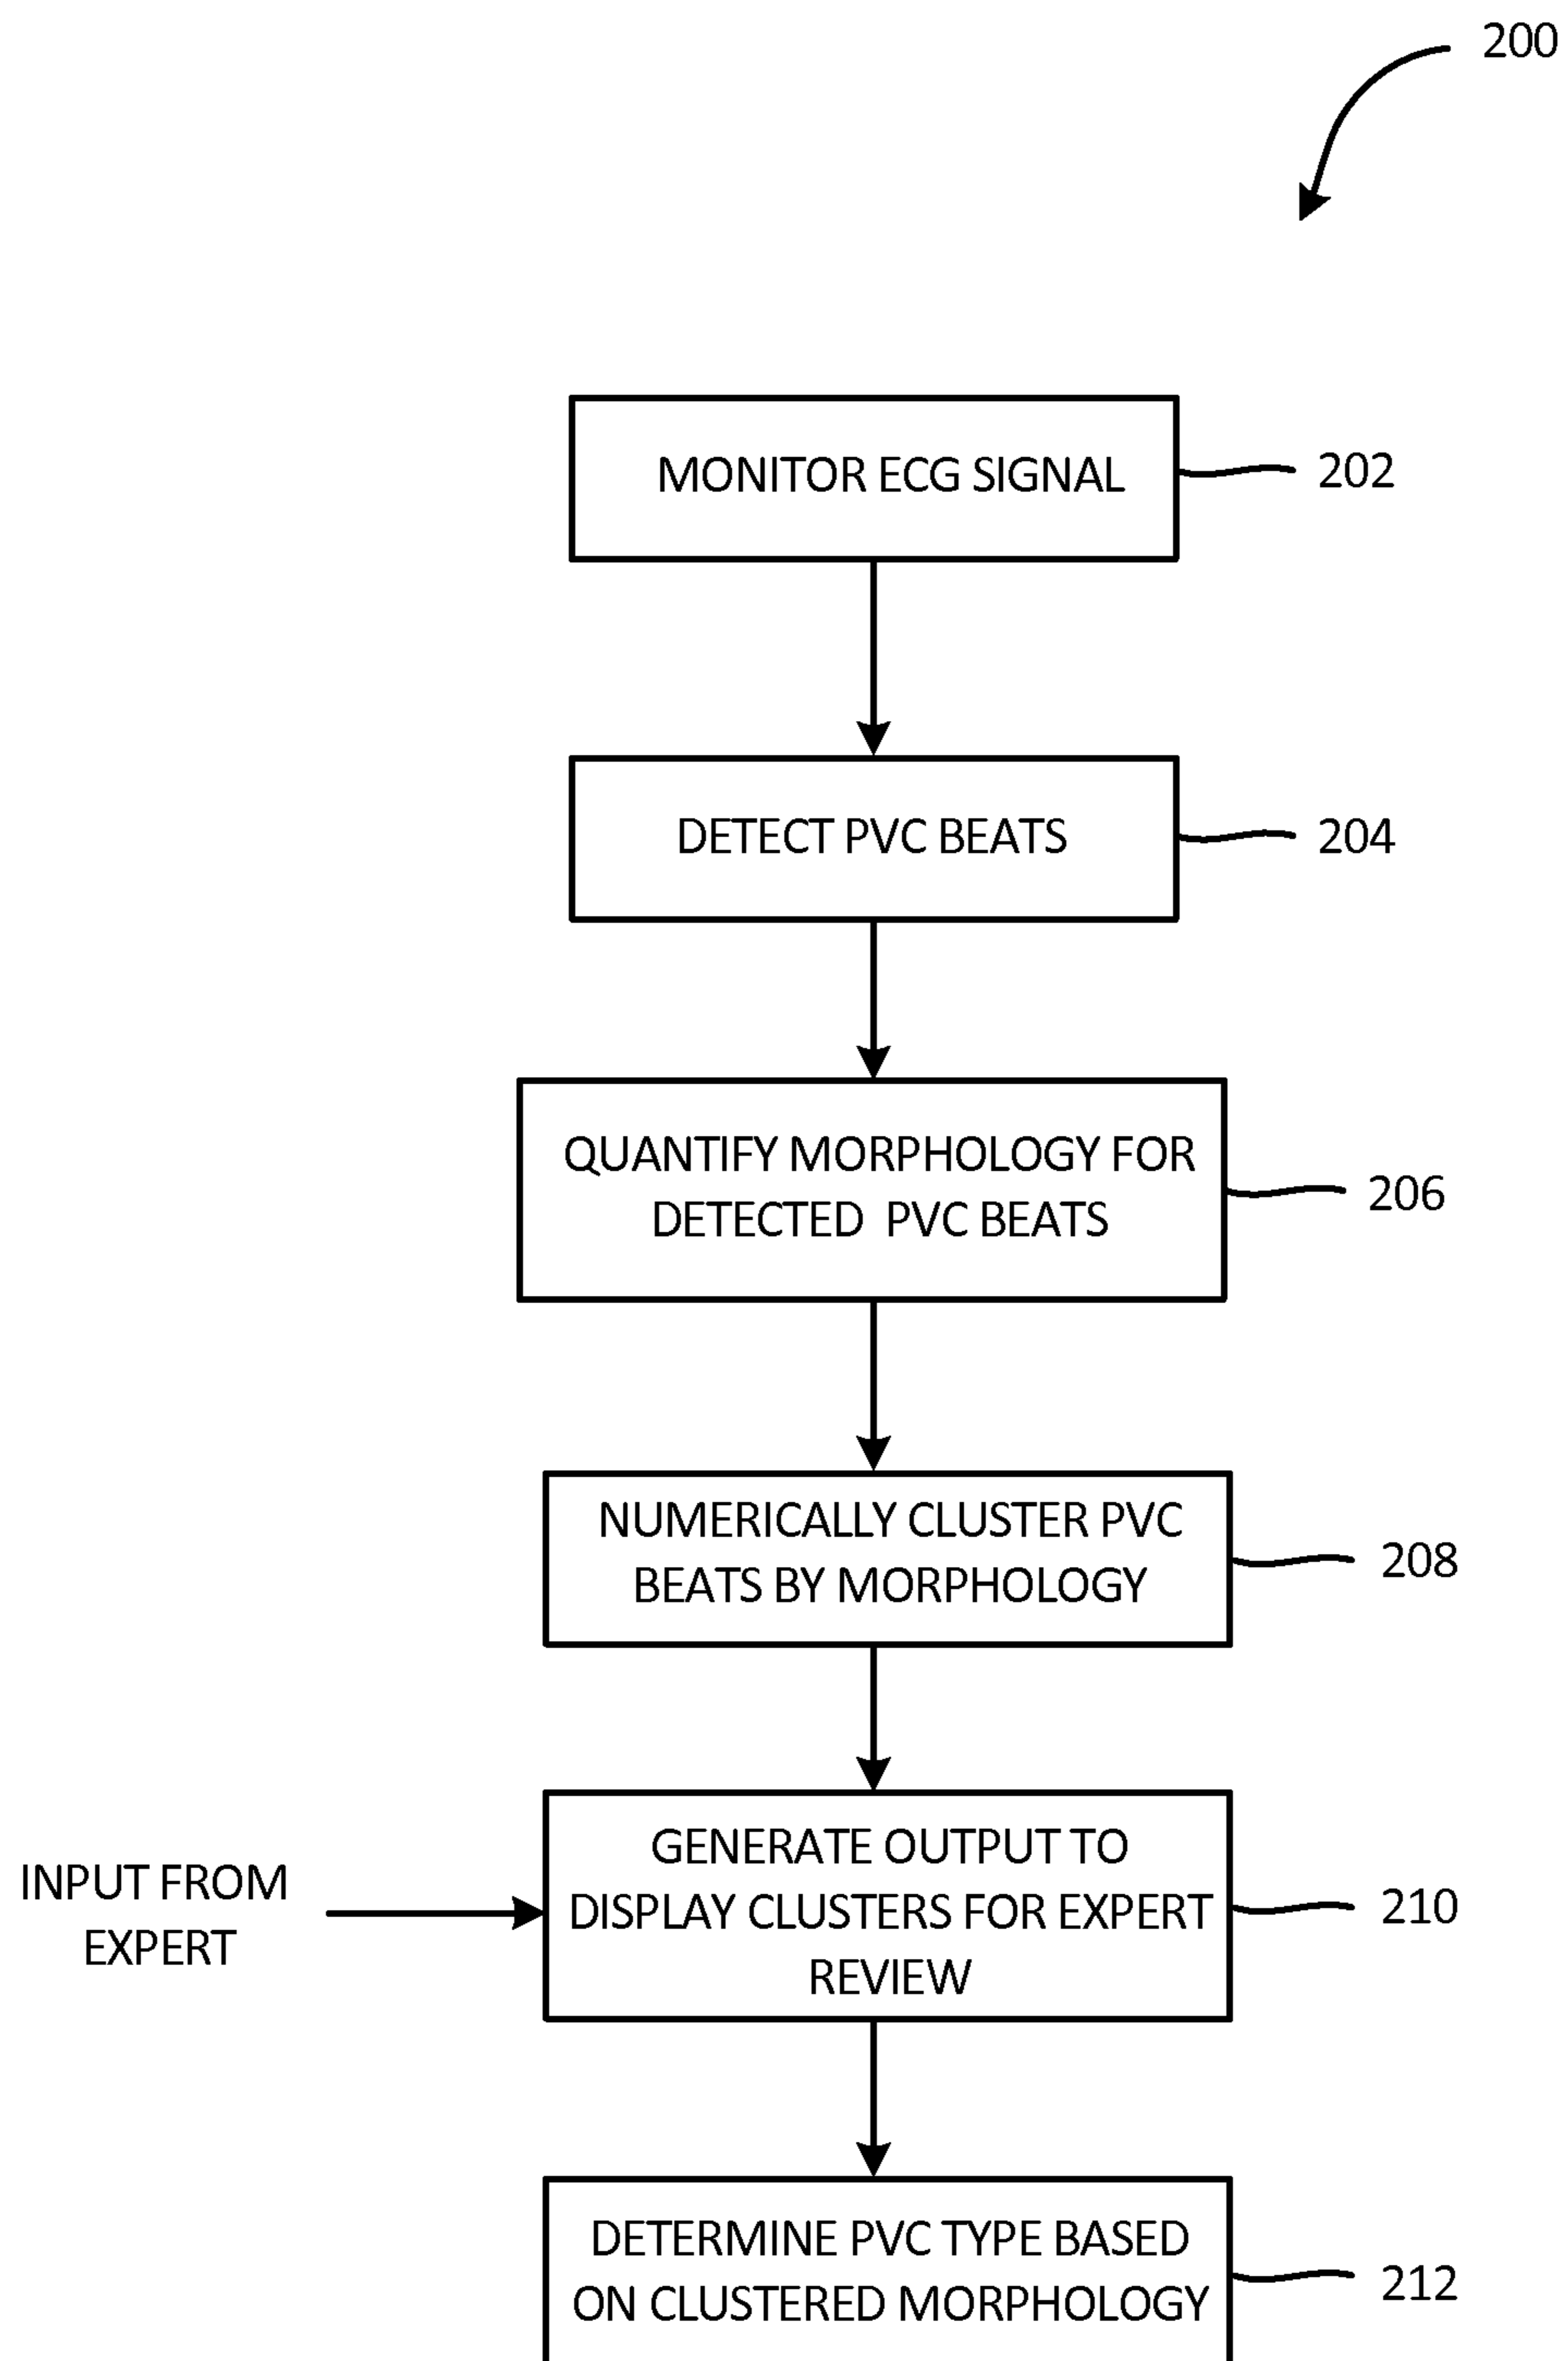 200
MONITOR ECG SIGNAL
202
DETECT PVC BEATS
204
QUANTIFY MORPHOLOGY FOR
DETECTED PVC BEATS
206
NUMERICALLY CLUSTER PVC
BEATS BY MORPHOLOGY
208
INPUT FROM
EXPERT
GENERATE OUTPUT TO
DISPLAY CLUSTERS FOR EXPERT
REVIEW
210
DETERMINE PVC TYPE BASED
ON CLUSTERED MORPHOLOGY
212